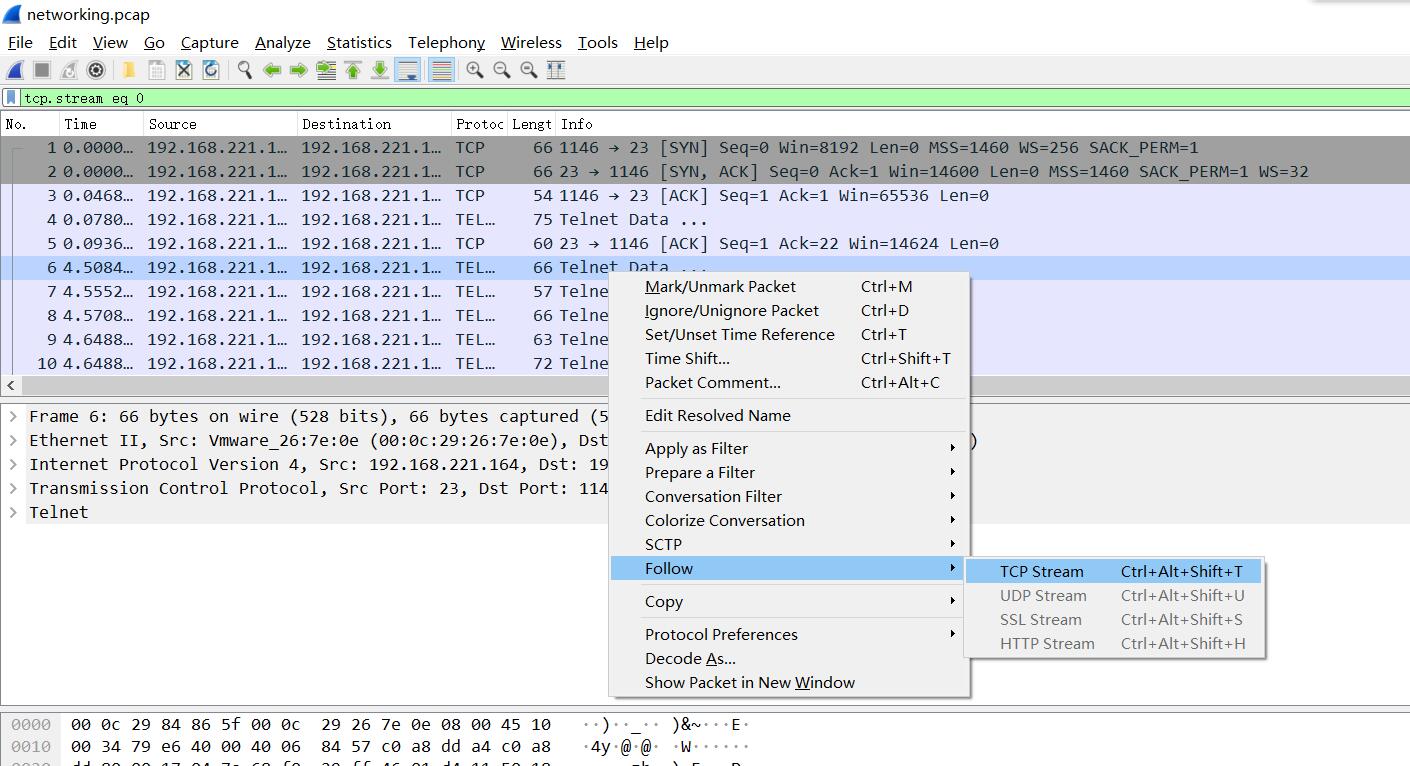 networking.pcap
File Edit View Go Capture Analyze Statistics Telephony Wireless Tools Help
tcp.stream eq 0
No. Time Source Destination Protoc Lengt Info
1 0.0000… 192.168.221.1… 192.168.221.1… TCP 66 1146 → 23 [SYN] Seq=0 Win=8192 Len=0 MSS=1460 WS=256 SACK_PERM=1
2 0.0000… 192.168.221.1… 192.168.221.1… TCP 66 23 → 1146 [SYN, ACK] Seq=0 Ack=1 Win=14600 Len=0 MSS=1460 SACK_PERM=1 WS=32
3 0.0468… 192.168.221.1… 192.168.221.1… TCP 54 1146 → 23 [ACK] Seq=1 Ack=1 Win=65536 Len=0
4 0.0780… 192.168.221.1… 192.168.221.1… TEL… 75 Telnet Data ...
5 0.0936… 192.168.221.1… 192.168.221.1… TCP 60 23 → 1146 [ACK] Seq=1 Ack=22 Win=14624 Len=0
6 4.5084… 192.168.221.1… 192.168.221.1… TEL… 66 Telnet Data ...
7 4.5552… 192.168.221.1… 192.168.221.1… TEL… 57 Telne
8 4.5708… 192.168.221.1… 192.168.221.1… TEL… 66 Telne
9 4.6488… 192.168.221.1… 192.168.221.1… TEL… 63 Telne
10 4.6488… 192.168.221.1… 192.168.221.1… TEL… 72 Telne
Mark/Unmark Packet Ctrl+M
Ignore/Unignore Packet Ctrl+D
Set/Unset Time Reference Ctrl+T
Time Shift... Ctrl+Shift+T
Packet Comment... Ctrl+Alt+C
Edit Resolved Name
Apply as Filter
Prepare a Filter
Conversation Filter
Colorize Conversation
SCTP
Follow
Copy
Protocol Preferences
Decode As...
Show Packet in New Window
TCP Stream Ctrl+Alt+Shift+T
UDP Stream Ctrl+Alt+Shift+U
SSL Stream Ctrl+Alt+Shift+S
HTTP Stream Ctrl+Alt+Shift+H
Frame 6: 66 bytes on wire (528 bits), 66 bytes captured (5
Ethernet II, Src: Vmware_26:7e:0e (00:0c:29:26:7e:0e), Dst )
Internet Protocol Version 4, Src: 192.168.221.164, Dst: 19
Transmission Control Protocol, Src Port: 23, Dst Port: 114
Telnet
0000 00 0c 29 84 86 5f 00 0c 29 26 7e 0e 08 00 45 10 ··)··_·· )&~···E·
0010 00 34 79 e6 40 00 40 06 84 57 c0 a8 dd a4 c0 a8 ·4y·@·@· ·W······